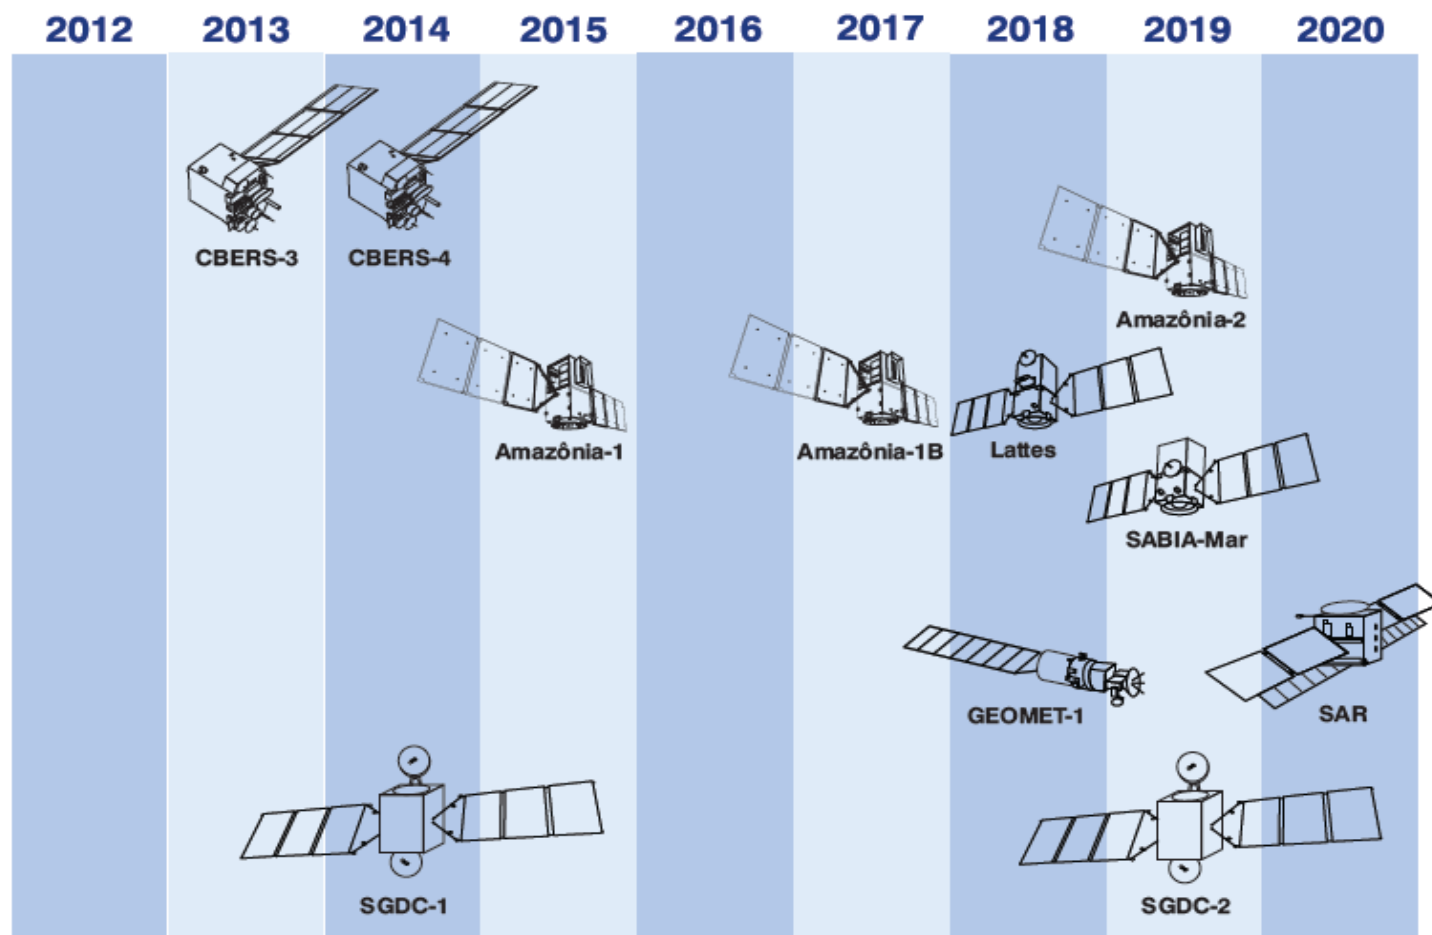 2012 2013 2014 2015 2016 2017 2018 2019 2020
CBERS-3 CBERS-4
Amazônia-2
Amazônia-1 Amazônia-1B Lattes
SABIA-Mar
GEOMET-1 SAR
SGDC-1 SGDC-2